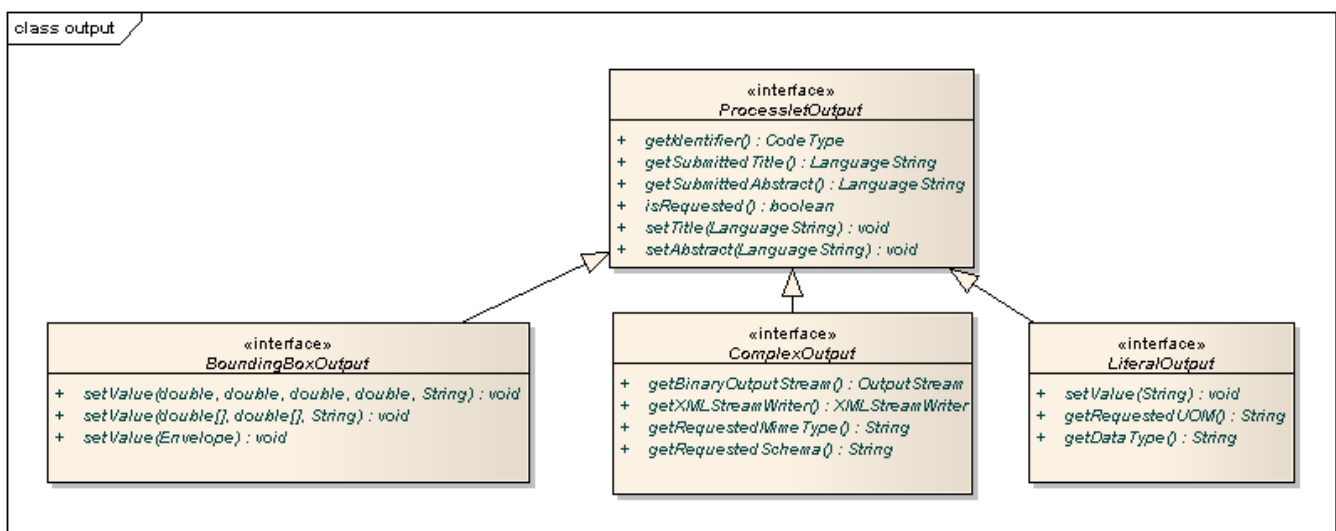 class output
«interface»
ProcessletOutput
+ getIdentifier() : CodeType
+ getSubmittedTitle() : LanguageString
+ getSubmittedAbstract() : LanguageString
+ isRequested() : boolean
+ setTitle(LanguageString) : void
+ setAbstract(LanguageString) : void
«interface»
BoundingBoxOutput
+ setValue(double, double, double, double, String) : void
+ setValue(double[], double[], String) : void
+ setValue(Envelope) : void
«interface»
ComplexOutput
+ getBinaryOutputStream() : OutputStream
+ getXMLStreamWriter() : XMLStreamWriter
+ getRequestedMimeType() : String
+ getRequestedSchema() : String
«interface»
LiteralOutput
+ setValue(String) : void
+ getRequestedUOM() : String
+ getDataType() : String